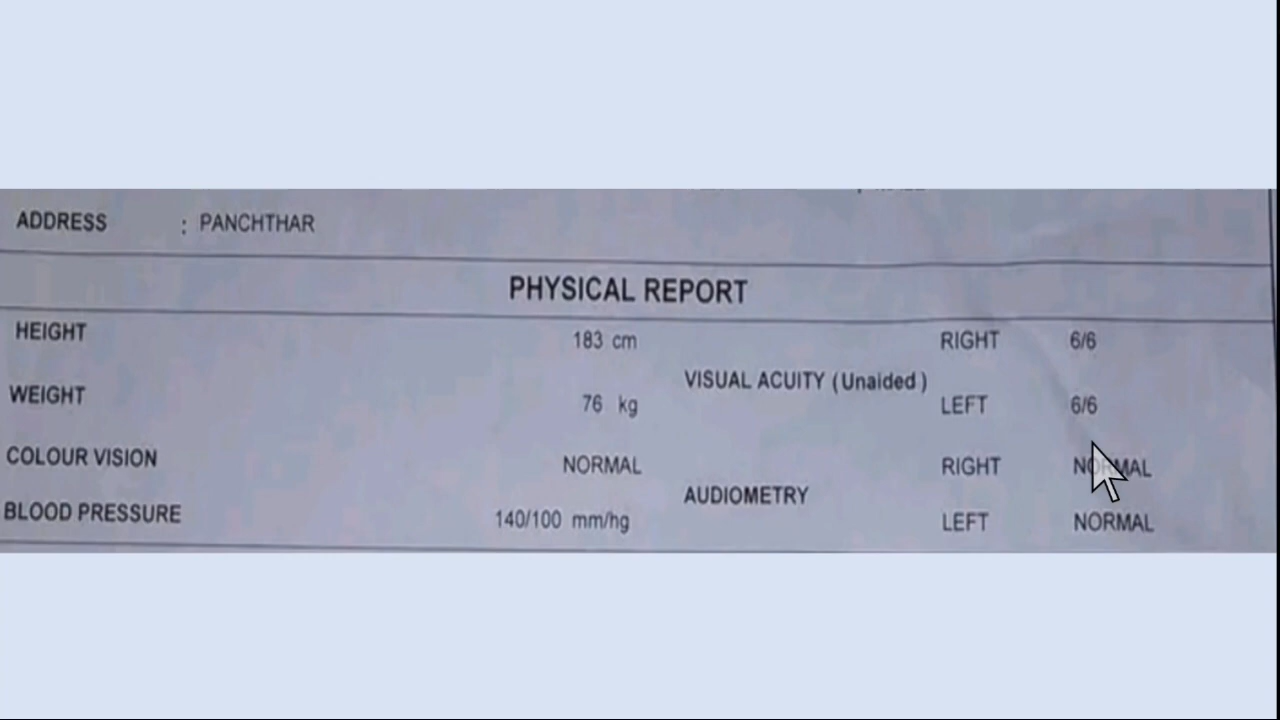 ADDRESS : PANCHTHAR
PHYSICAL REPORT
HEIGHT 183 cm
WEIGHT 76 kg
COLOUR VISION NORMAL
BLOOD PRESSURE 140/100 mm/hg
VISUAL ACUITY (Unaided) RIGHT 6/6
LEFT 6/6
AUDIOMETRY RIGHT NORMAL
LEFT NORMAL